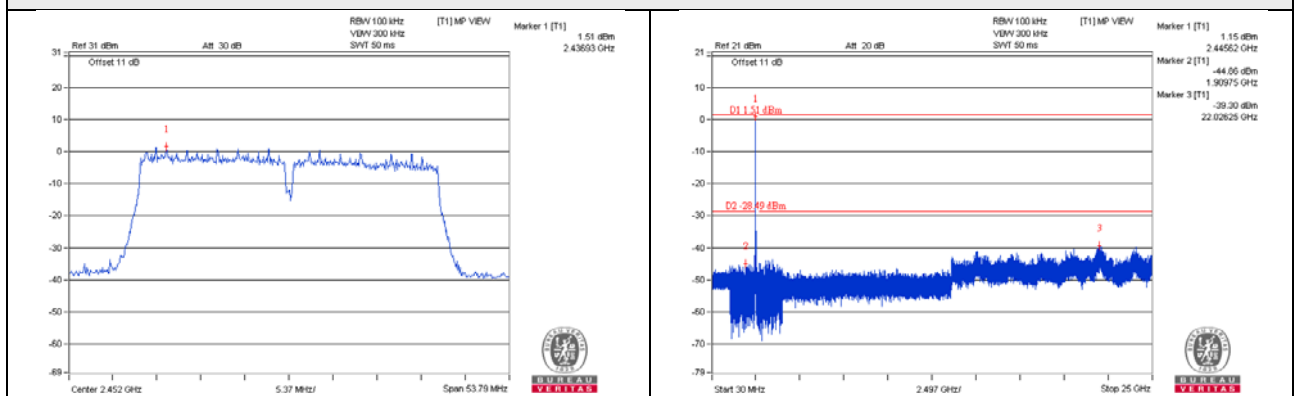 RBW 100 kHz
[T1] MP VIEW
VBW 300 kHz
Ref 31 dBm
Att 30 dB
SWT 50 ms
Marker 1 [T1]
1.51 dBm
2.43693 GHz
31
Offset 11 dB
20
10
1
0
-10
-20
-30
-40
-50
-60
-69
Center 2.452 GHz
5.37 MHz/
Span 53.79 MHz
BUREAU
VERITAS
RBW 100 kHz
[T1] MP VIEW
VBW 300 kHz
Ref 21 dBm
Att 20 dB
SWT 50 ms
Marker 1 [T1]
1.15 dBm
2.44562 GHz
Marker 2 [T1]
-44.86 dBm
1.90975 GHz
Marker 3 [T1]
-39.30 dBm
22.02625 GHz
21
Offset 11 dB
10
1
D1 1.51 dBm
0
-10
-20
D2 -28.49 dBm
-30
3
2
-40
-50
-60
-70
-79
Start 30 MHz
2.497 GHz/
Stop 25 GHz
BUREAU
VERITAS